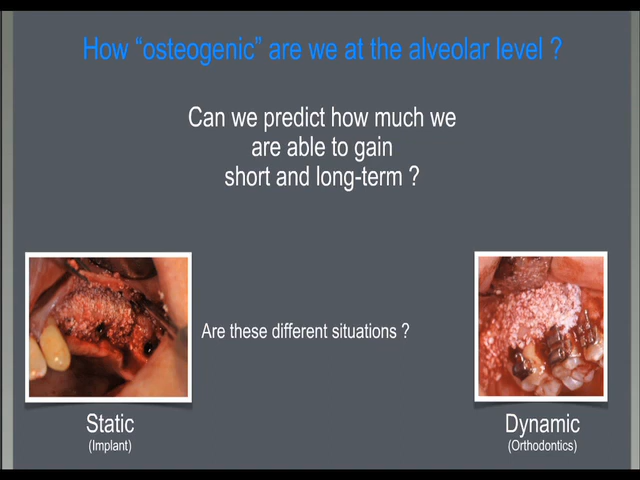 How “osteogenic” are we at the alveolar level ?
Can we predict how much we
are able to gain
short and long-term ?
Are these different situations ?
Static
(Implant)
Dynamic
(Orthodontics)